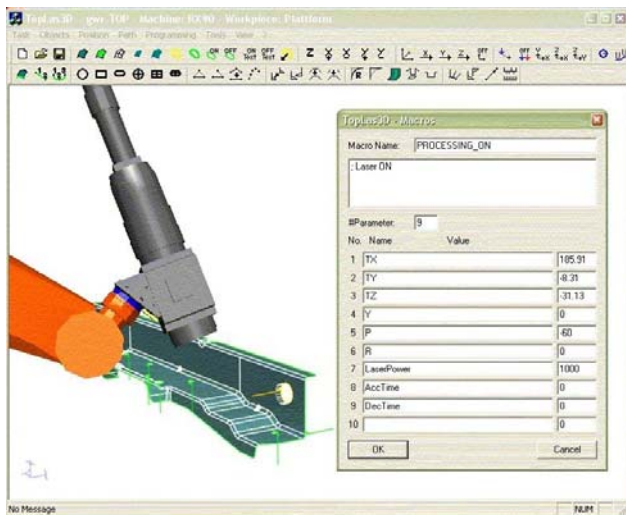 TopLas3D - gwr_TOP - Machine: RX90 - Workpiece: Plattform
Task Objects Position Path Programming Tools View ?
TopLas3D - Macros
Macro Name: PROCESSING_ON
; Laser ON
#Parameter: 9
No. Name Value
1 TX 185.91
2 TY -8.31
3 TZ -31.13
4 Y 0
5 P -60
6 R 0
7 LaserPower 1000
8 AccTime 0
9 DecTime 0
10 0
OK Cancel
No Message NUM